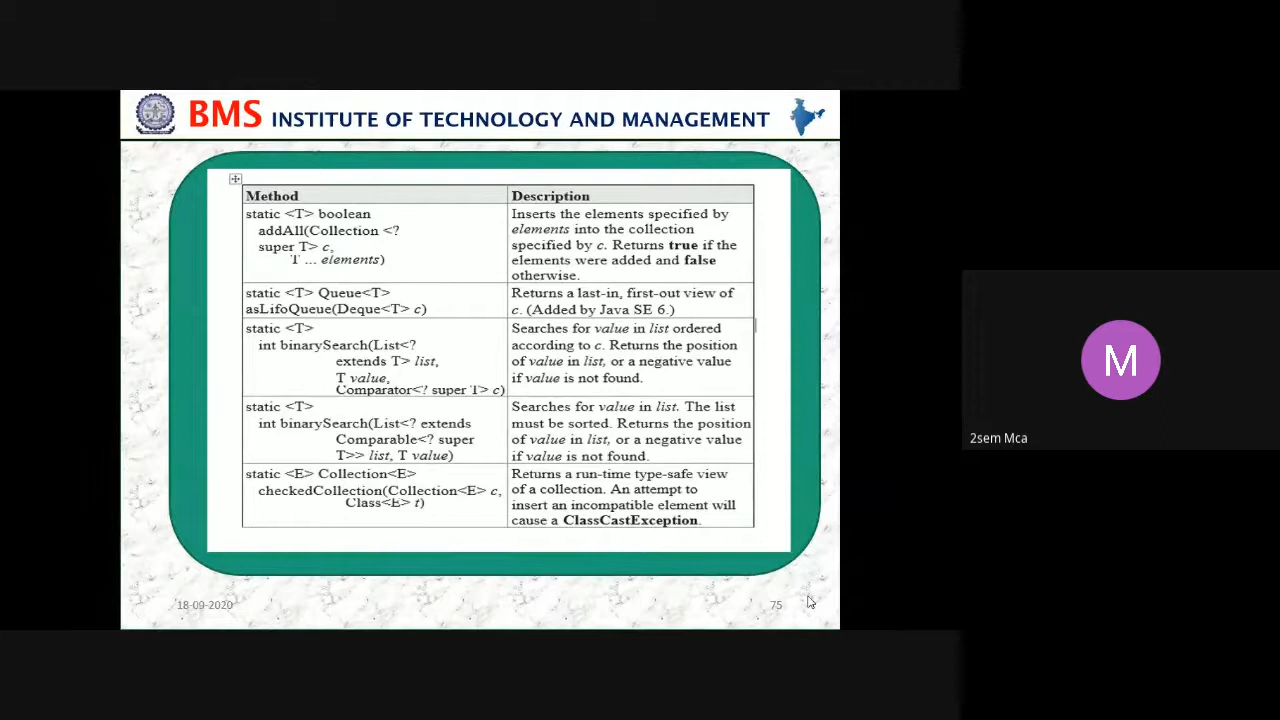 BMS INSTITUTE OF TECHNOLOGY AND MANAGEMENT
Method Description
static <T> boolean
addAll(Collection <?
super T> c,
T ... elements)
Inserts the elements specified by
elements into the collection
specified by c. Returns true if the
elements were added and false
otherwise.
static <T> Queue<T>
asLifoQueue(Deque<T> c)
Returns a last-in, first-out view of
c. (Added by Java SE 6.)
static <T>
int binarySearch(List<?
extends T> list,
T value,
Comparator<? super T> c)
Searches for value in list ordered
according to c. Returns the position
of value in list, or a negative value
if value is not found.
static <T>
int binarySearch(List<? extends
Comparable<? super
T>> list, T value)
Searches for value in list. The list
must be sorted. Returns the position
of value in list, or a negative value
if value is not found.
static <E> Collection<E>
checkedCollection(Collection<E> c,
Class<E> t)
Returns a run-time type-safe view
of a collection. An attempt to
insert an incompatible element will
cause a ClassCastException.
18-09-2020
75
M
2sem Mca